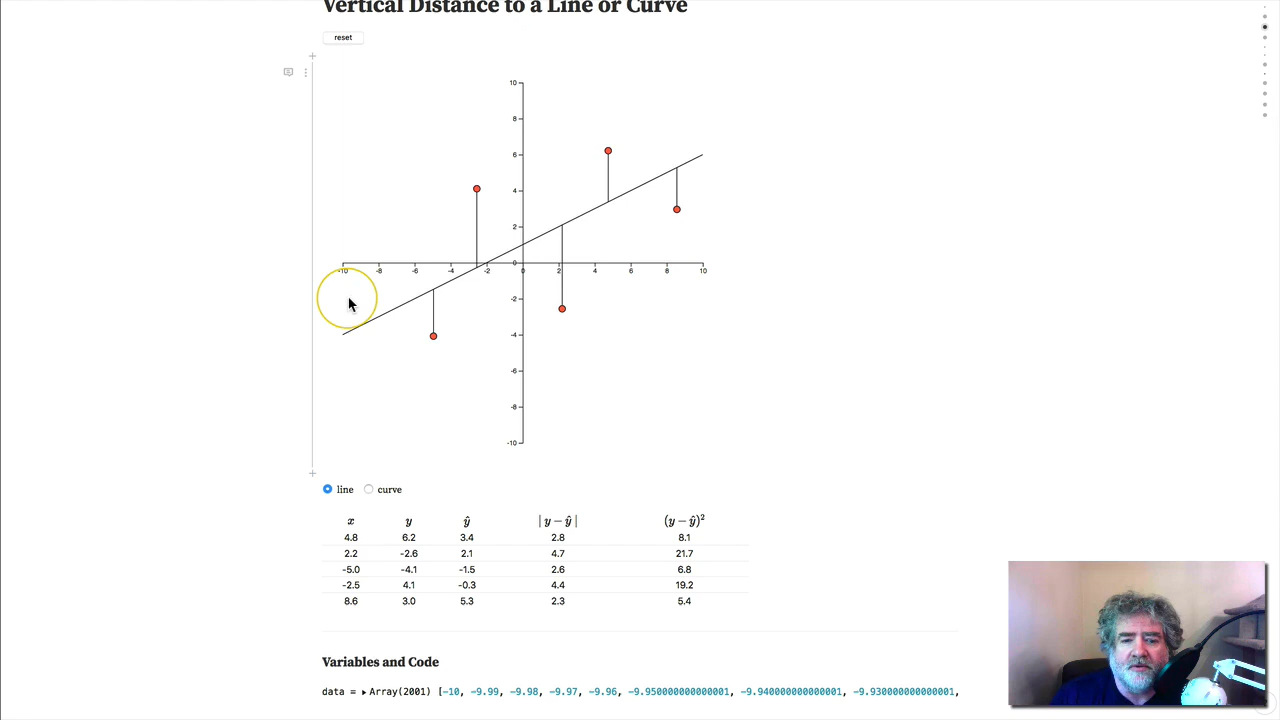 Vertical Distance to a Line or Curve
reset
10
8
6
4
2
0
-10 -8 -6 -4 -2 0 2 4 6 8 10
-2
-4
-6
-8
-10
line curve
x y ŷ | y − ŷ | (y − ŷ)²
4.8 6.2 3.4 2.8 8.1
2.2 -2.6 2.1 4.7 21.7
-5.0 -4.1 -1.5 2.6 6.8
-2.5 4.1 -0.3 4.4 19.2
8.6 3.0 5.3 2.3 5.4
Variables and Code
data = ▸ Array(2001) [-10, -9.99, -9.98, -9.97, -9.96, -9.950000000000001, -9.940000000000001, -9.930000000000001,